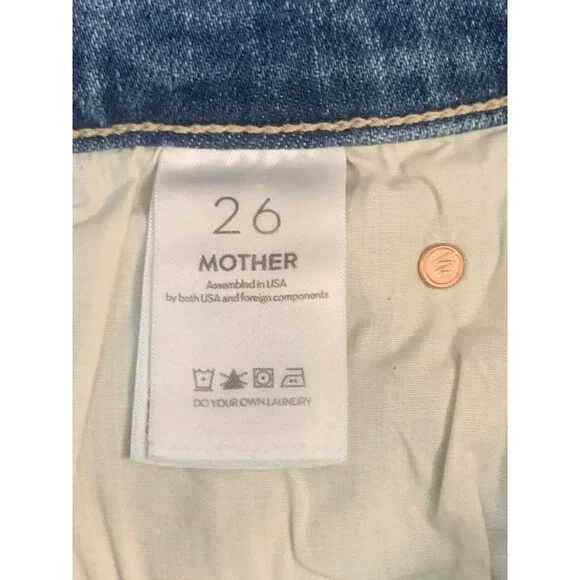 26
MOTHER
Assembled in USA
by both USA and foreign components
DO YOUR OWN LAUNDRY